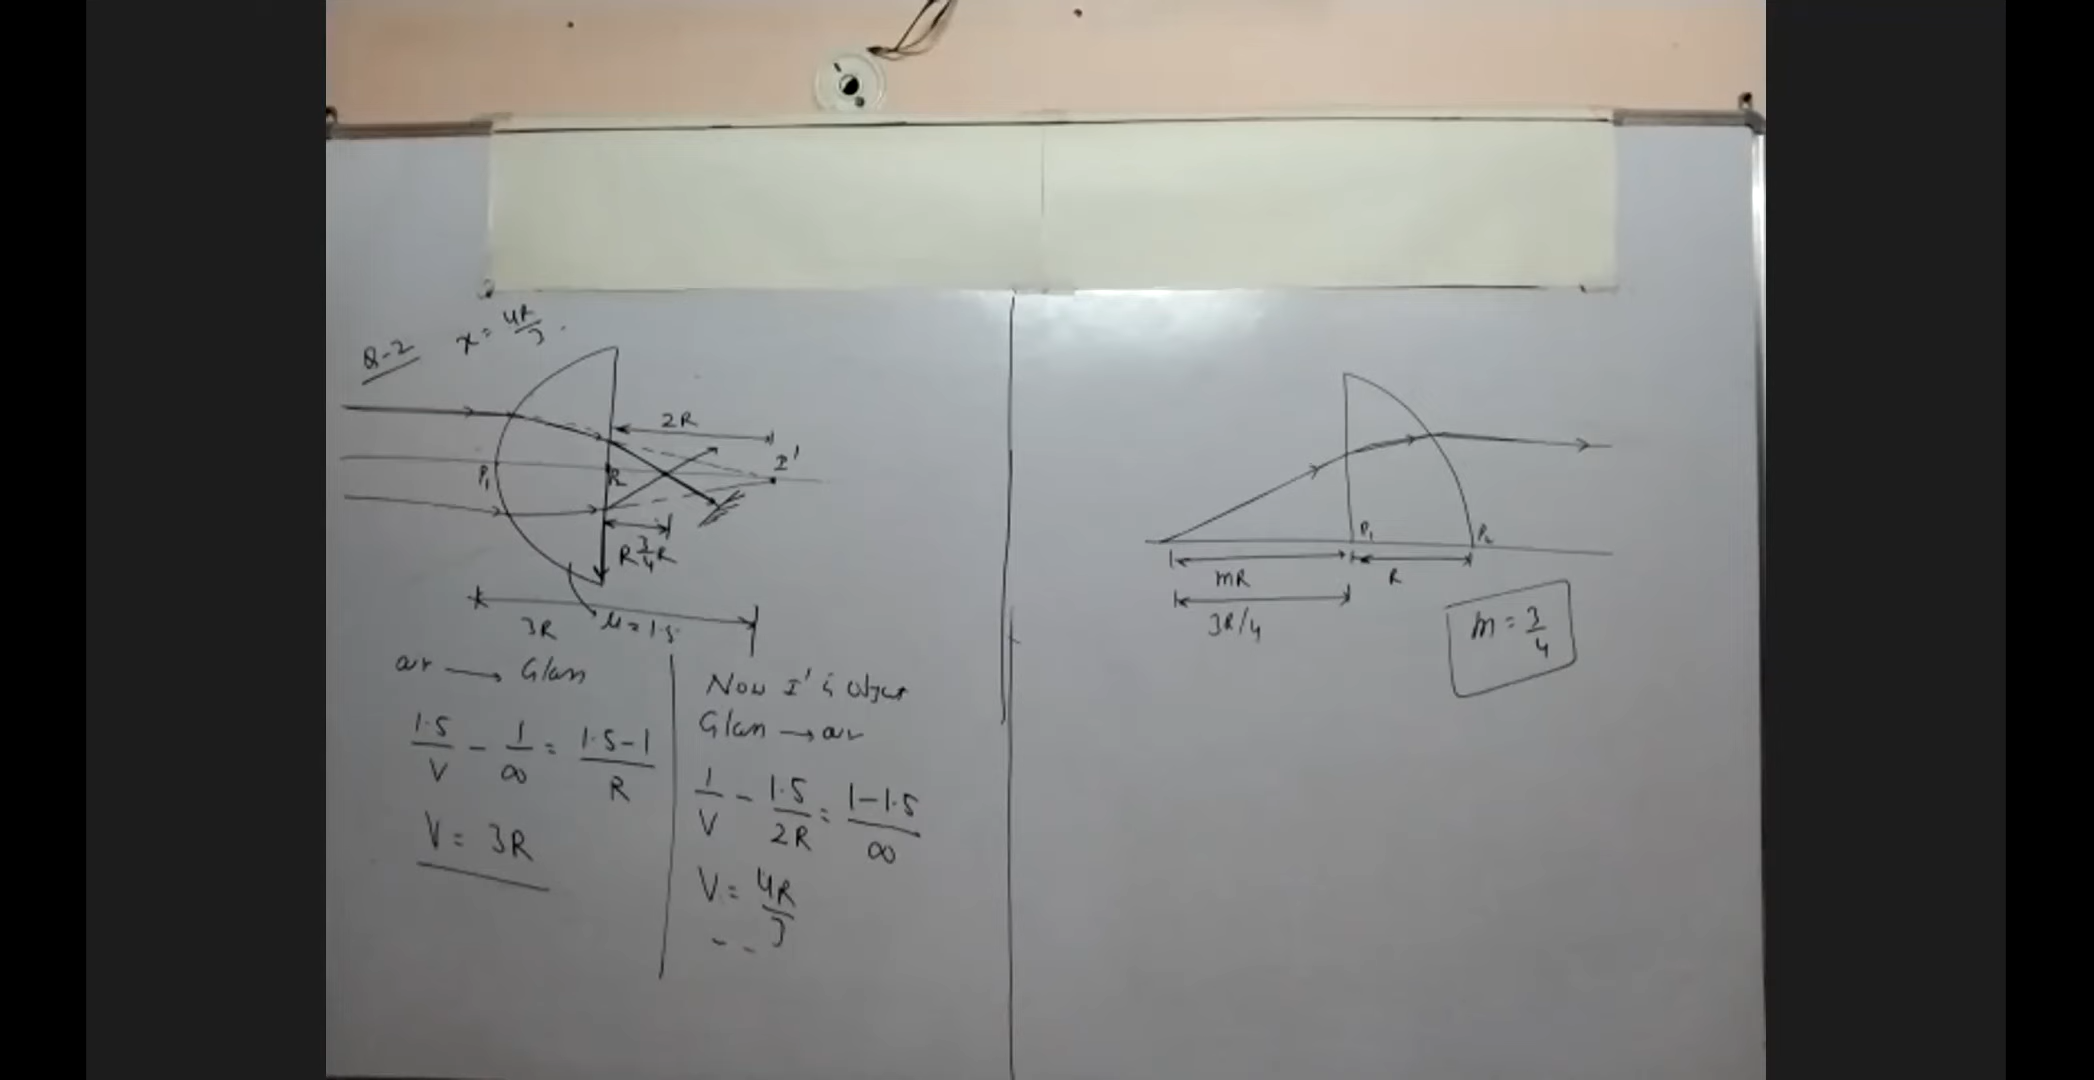 Q-2 x = 4R/3
2R
I'
P₁
P₂
R 3/4 R
3R
μ = 1.5
air → Glass
1.5/V - 1/∞ = 1.5-1/R
V = 3R
Now I' is object
Glass → air
1/V - 1.5/2R = 1-1.5/∞
V = 4R/3
P₁ P₂
mR R
3R/4
m = 3/4